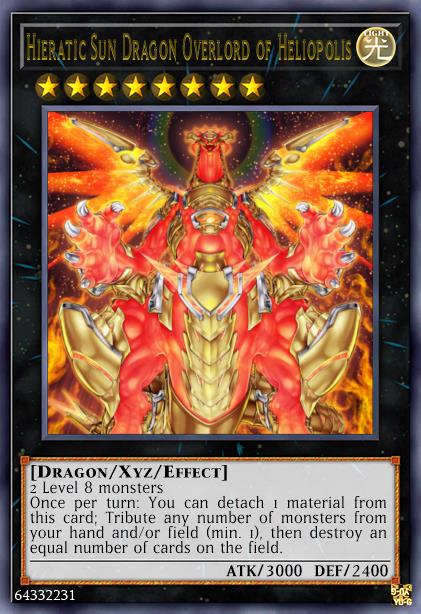 Hieratic Sun Dragon Overlord of Heliopolis
LIGHT
光
[Dragon/Xyz/Effect]
2 Level 8 monsters
Once per turn: You can detach 1 material from
this card; Tribute any number of monsters from
your hand and/or field (min. 1), then destroy an
equal number of cards on the field.
ATK/3000 DEF/2400
64332231